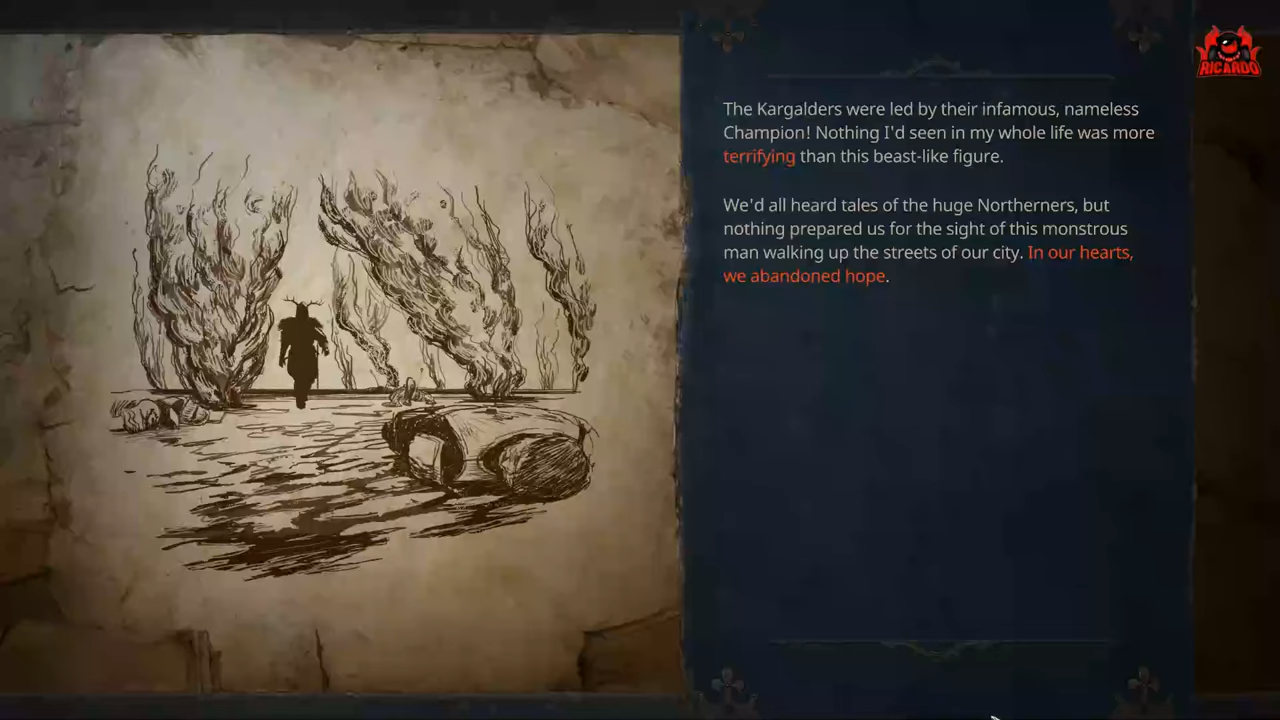 RICARDO
The Kargalders were led by their infamous, nameless
Champion! Nothing I'd seen in my whole life was more
terrifying than this beast-like figure.
We'd all heard tales of the huge Northerners, but
nothing prepared us for the sight of this monstrous
man walking up the streets of our city. In our hearts,
we abandoned hope.